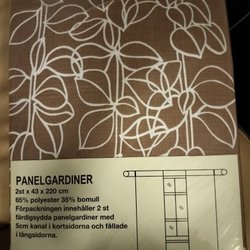 PANELGARDINER
2st x 43 x 220 cm
65% polyester 35% bomull
Förpackningen innehåller 2 st
färdigsydda panelgardiner med
5cm kanal i kortsidorna och fållade
i långsidorna.